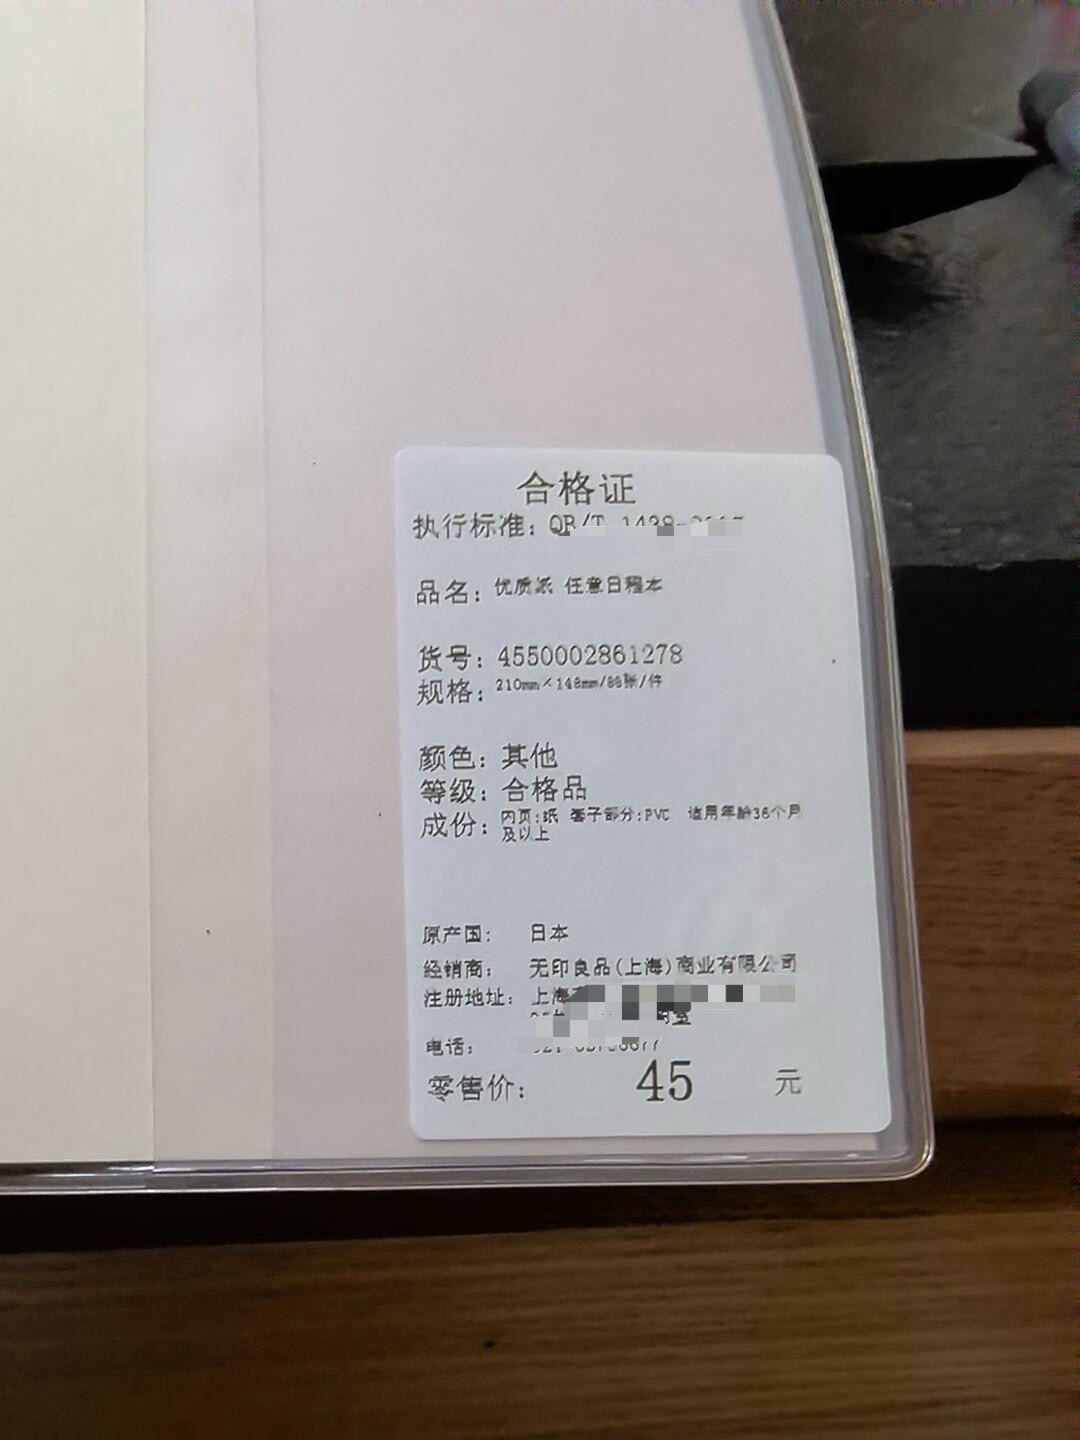 合格证
执行标准：QB/T 1438-
品名：优质纸 任意日程本
货号：4550002861278
规格：210mm×148mm/88张/件
颜色：其他
等级：合格品
成份：内页:纸 套子部分:PVC 适用年龄36个月
及以上
原产国： 日本
经销商： 无印良品(上海)商业有限公司
注册地址： 上海
电话：
零售价： 45 元